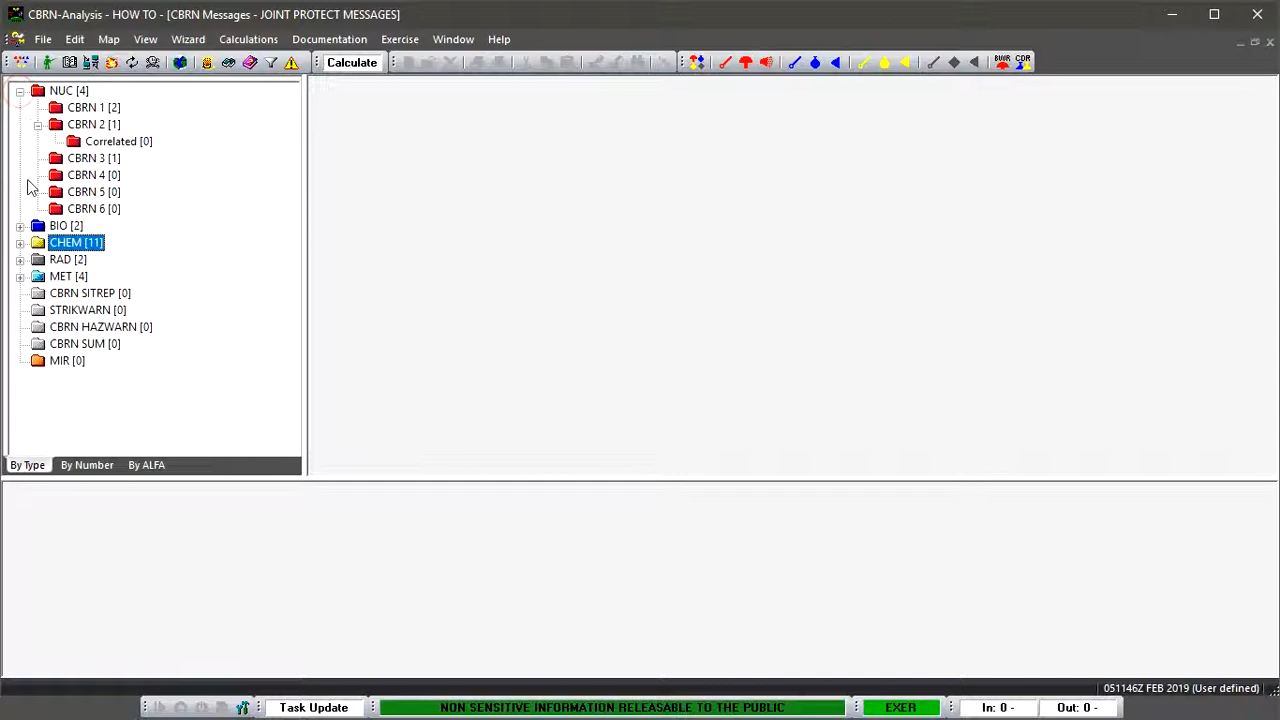 CBRN-Analysis - HOW TO - [CBRN Messages - JOINT PROTECT MESSAGES]
File Edit Map View Wizard Calculations Documentation Exercise Window Help
Calculate
BWR CDR
NUC [4]
CBRN 1 [2]
CBRN 2 [1]
Correlated [0]
CBRN 3 [1]
CBRN 4 [0]
CBRN 5 [0]
CBRN 6 [0]
BIO [2]
CHEM [11]
RAD [2]
MET [4]
CBRN SITREP [0]
STRIKWARN [0]
CBRN HAZWARN [0]
CBRN SUM [0]
MIR [0]
By Type By Number By ALFA
051146Z FEB 2019 (User defined)
Task Update NON SENSITIVE INFORMATION RELEASABLE TO THE PUBLIC EXER In: 0 - Out: 0 -